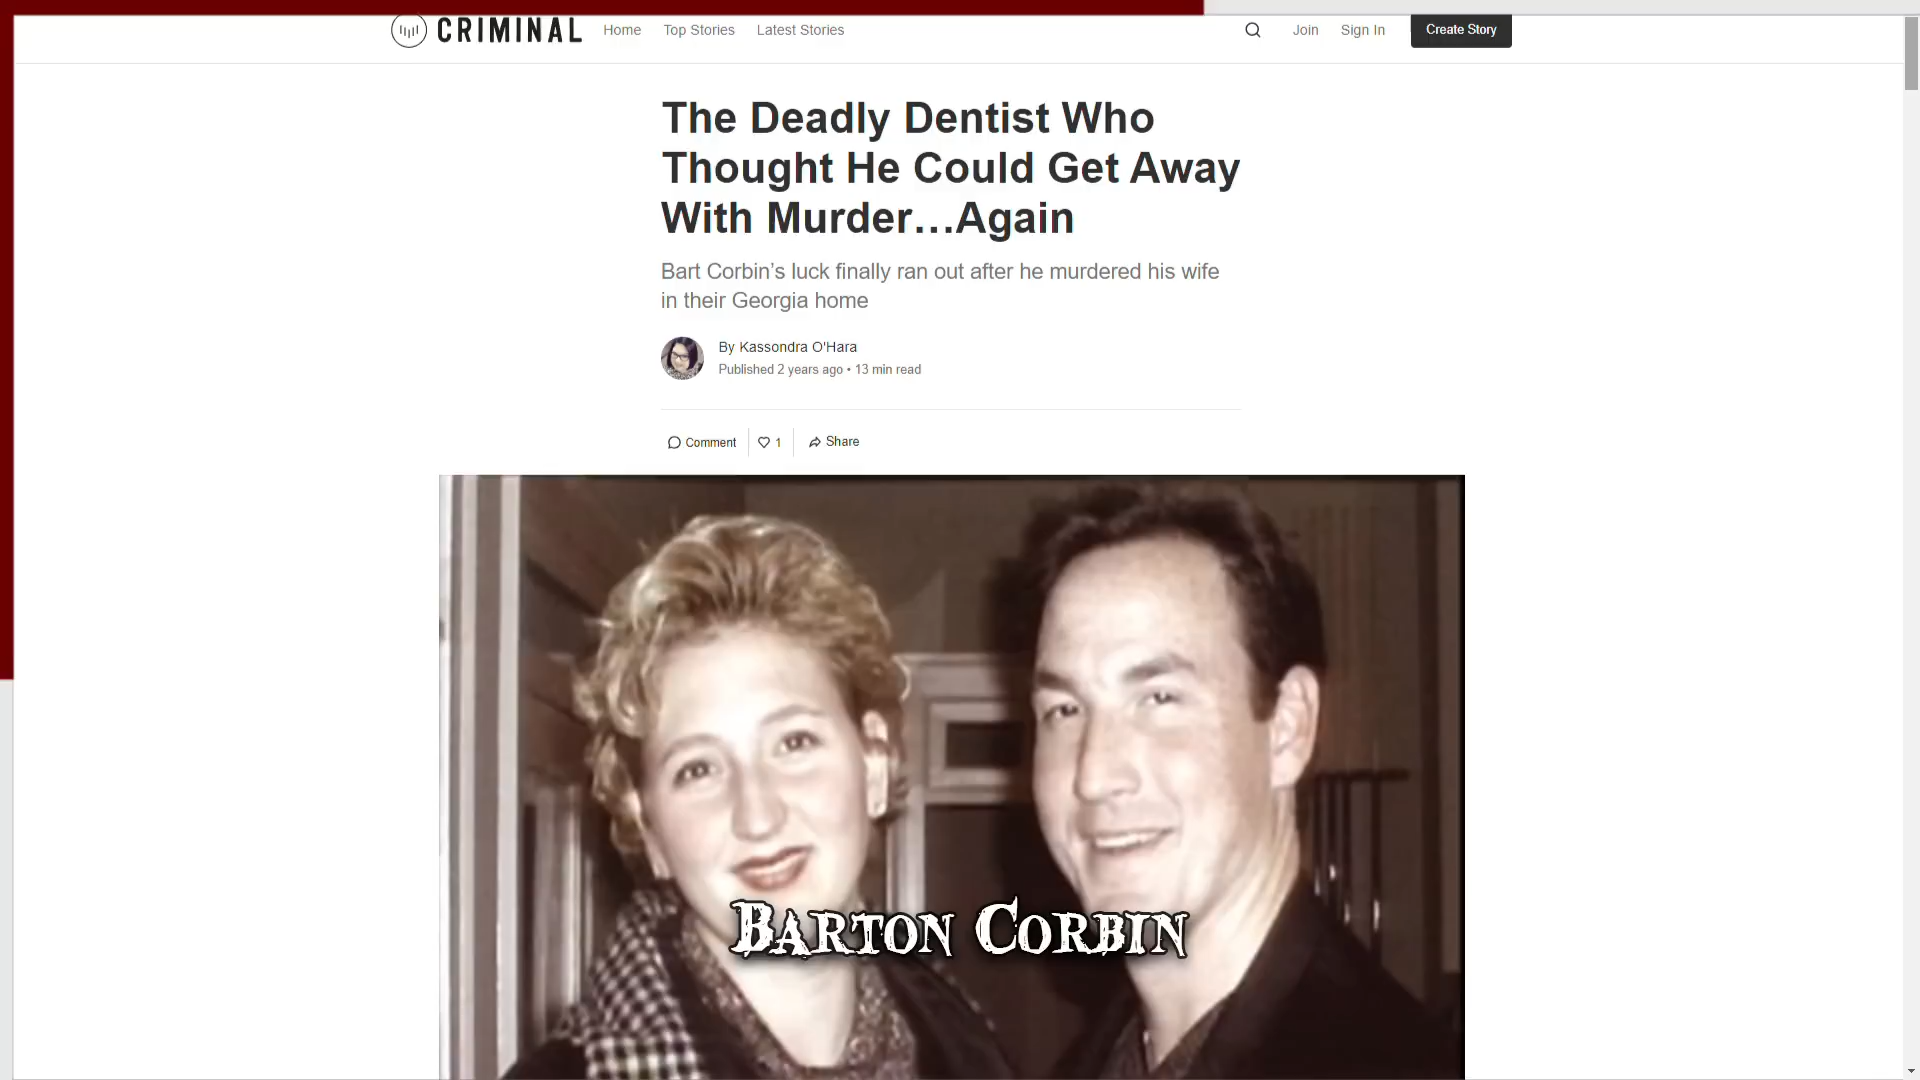 CRIMINAL Home Top Stories Latest Stories Join Sign In Create Story
The Deadly Dentist Who
Thought He Could Get Away
With Murder…Again
Bart Corbin’s luck finally ran out after he murdered his wife
in their Georgia home
By Kassondra O'Hara
Published 2 years ago • 13 min read
Comment 1 Share
Barton Corbin